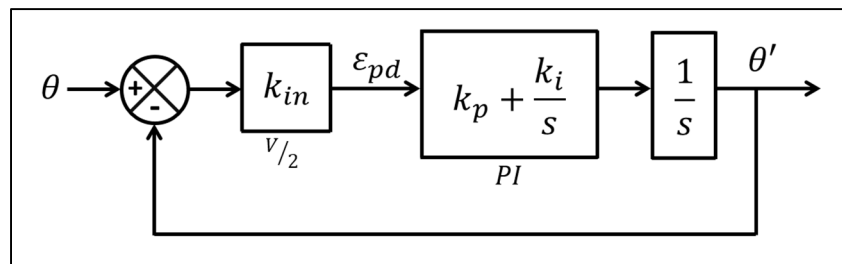 θ
+
-
k_in
V/2
ε_pd
k_p + k_i/s
PI
1/s
θ′